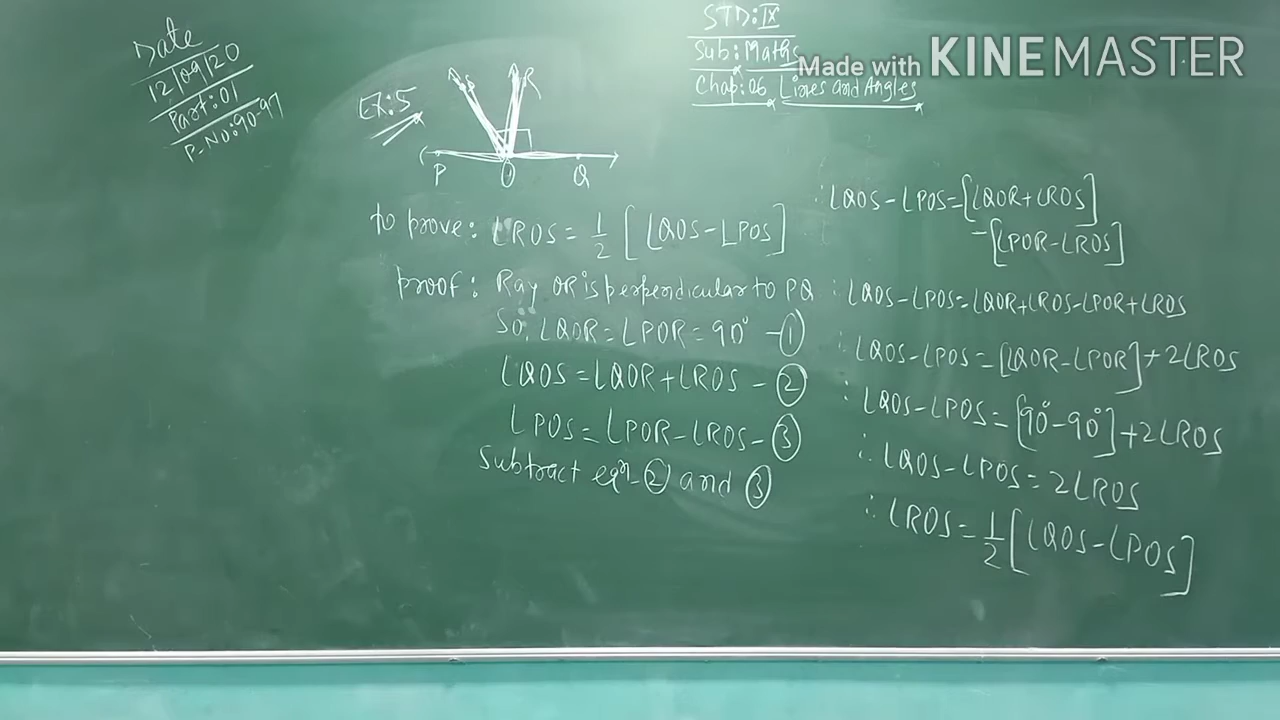 Date
12/09/20
Part:01
P-No:90-97
STD:IX
Sub:Maths
Chap:06 Lines and Angles
Made with KINEMASTER
EX:5
S R
P O Q
to prove: ∠ROS = 1/2 [∠QOS-∠POS]
proof: Ray OR is perpendicular to PQ
So, ∠QOR = ∠POR = 90° - ①
∠QOS = ∠QOR + ∠ROS - ②
∠POS = ∠POR - ∠ROS - ③
Subtract eqn ② and ③
∴ ∠QOS - ∠POS = [∠QOR + ∠ROS]
- [∠POR - ∠ROS]
∴ ∠QOS - ∠POS = ∠QOR + ∠ROS - ∠POR + ∠ROS
∴ ∠QOS - ∠POS = [∠QOR - ∠POR] + 2∠ROS
∴ ∠QOS - ∠POS = [90° - 90°] + 2∠ROS
∴ ∠QOS - ∠POS = 2∠ROS
∴ ∠ROS = 1/2 [∠QOS - ∠POS]